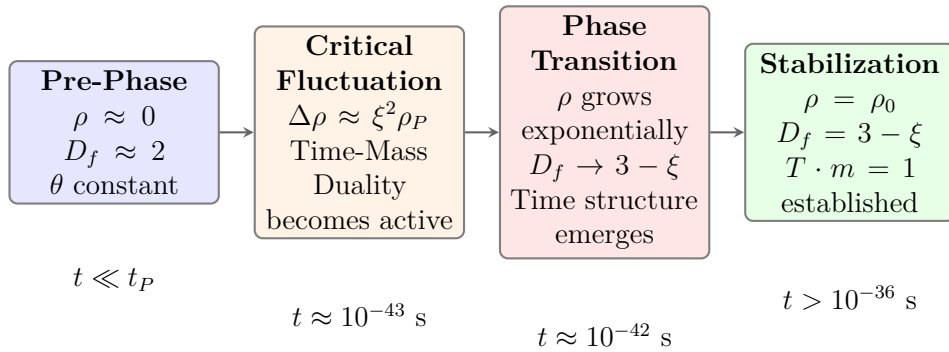 Pre-Phase
ρ ≈ 0
D_f ≈ 2
θ constant
Critical
Fluctuation
Δρ ≈ ξ²ρ_P
Time-Mass
Duality
becomes active
Phase
Transition
ρ grows
exponentially
D_f → 3 − ξ
Time structure
emerges
Stabilization
ρ = ρ₀
D_f = 3 − ξ
T · m = 1
established
t ≪ t_P
t ≈ 10⁻⁴³ s
t ≈ 10⁻⁴² s
t > 10⁻³⁶ s